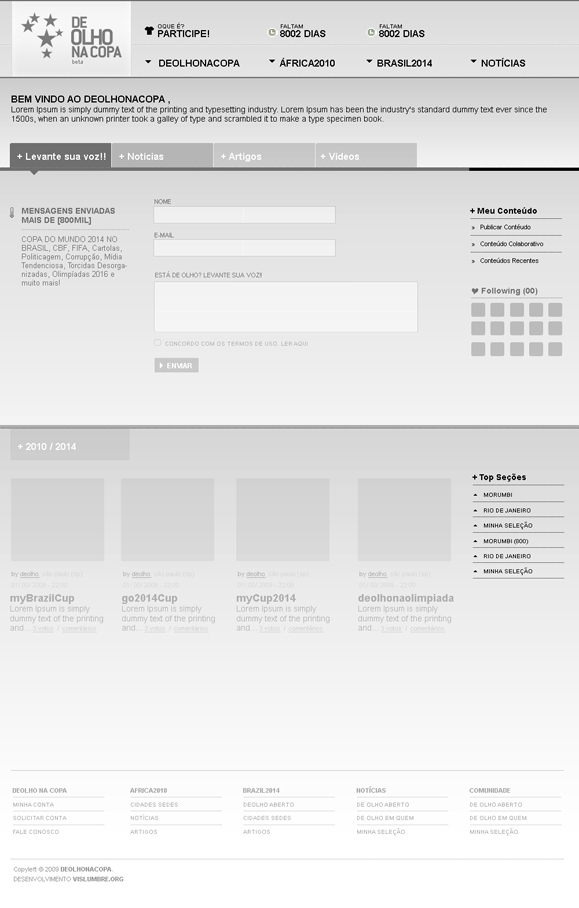 DE
OLHO
NA COPA
beta
OQUE É?
PARTICIPE!
FALTAM
8002 DIAS
FALTAM
8002 DIAS
DEOLHONACOPA
ÁFRICA2010
BRASIL2014
NOTÍCIAS
BEM VINDO AO DEOLHONACOPA ,
Lorem Ipsum is simply dummy text of the printing and typesetting industry. Lorem Ipsum has been the industry's standard dummy text ever since the
1500s, when an unknown printer took a galley of type and scrambled it to make a type specimen book.
+ Levante sua voz!!
+ Notícias
+ Artigos
+ Vídeos
MENSAGENS ENVIADAS
MAIS DE [800MIL]
COPA DO MUNDO 2014 NO
BRASIL, CBF, FIFA, Cartolas,
Politicagem, Corrupção, Mídia
Tendenciosa, Torcidas Desorga-
nizadas, Olimpíadas 2016 e
muito mais!
NOME
E-MAIL
ESTÁ DE OLHO? LEVANTE SUA VOZ!!
CONCORDO COM OS TERMOS DE USO. LER AQUI
ENVIAR
+ Meu Conteúdo
» Publicar Contéudo
» Conteúdo Colaborativo
» Conteúdos Recentes
Following (00)
+ 2010 / 2014
by deolho,
myBrazilCup
Lorem Ipsum is simply
dummy text of the printing
and... 2 votos / comentários
by deolho,
go2014Cup
Lorem Ipsum is simply
dummy text of the printing
and... 2 votos / comentários
by deolho,
myCup2014
Lorem Ipsum is simply
dummy text of the printing
and... 2 votos / comentários
by deolho,
deolhonaolimpiada
Lorem Ipsum is simply
dummy text of the printing
and... 2 votos / comentários
+ Top Seções
MORUMBI
RIO DE JANEIRO
MINHA SELEÇÃO
MORUMBI (800)
RIO DE JANEIRO
MINHA SELEÇÃO
DEOLHO NA COPA
MINHA CONTA
SOLICITAR CONTA
FALE CONOSCO
AFRICA2010
CIDADES SEDES
NOTÍCIAS
ARTIGOS
BRAZIL2014
DEOLHO ABERTO
CIDADES SEDES
ARTIGOS
NOTÍCIAS
DE OLHO ABERTO
DE OLHO EM QUEM
MINHA SELEÇÃO
COMUNIDADE
DE OLHO ABERTO
DE OLHO EM QUEM
MINHA SELEÇÃO
Copyleft © 2009 DEOLHONACOPA
DESENVOLVIMENTO VISLUMBRE.ORG